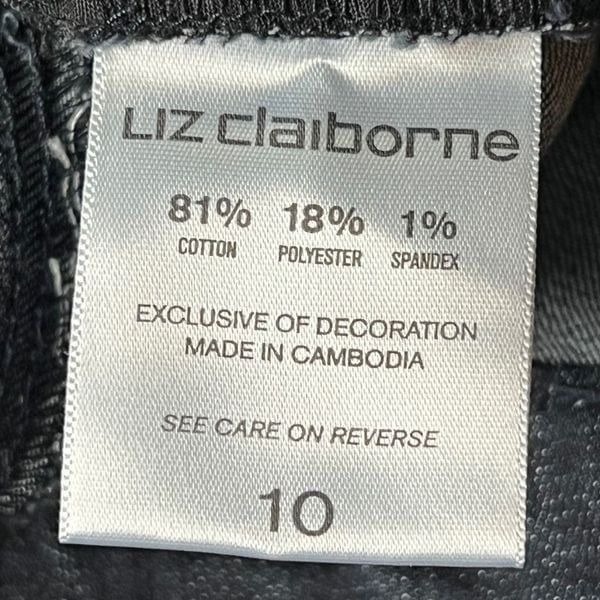 LIZ claiborne
81% 18% 1%
COTTON POLYESTER SPANDEX
EXCLUSIVE OF DECORATION
MADE IN CAMBODIA
SEE CARE ON REVERSE
10